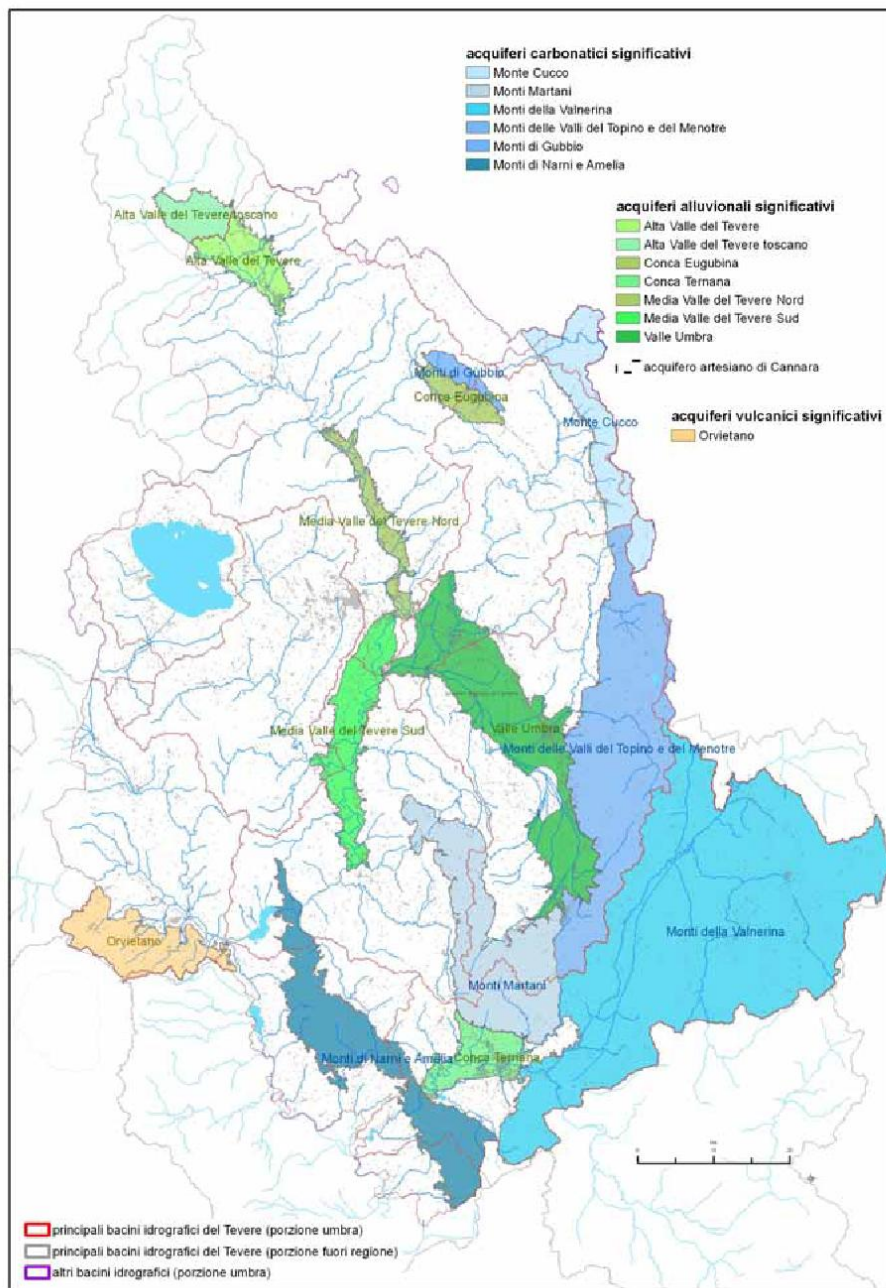 acquiferi carbonatici significativi
Monte Cucco
Monti Martani
Monti della Valnerina
Monti delle Valli del Topino e del Menotre
Monti di Gubbio
Monti di Narni e Amelia
acquiferi alluvionali significativi
Alta Valle del Tevere
Alta Valle del Tevere toscano
Conca Eugubina
Conca Ternana
Media Valle del Tevere Nord
Media Valle del Tevere Sud
Valle Umbra
acquifero artesiano di Cannara
acquiferi vulcanici significativi
Orvietano
Alta Valle del Tevere toscano
Alta Valle del Tevere
Monti di Gubbio
Conca Eugubina
Monte Cucco
Media Valle del Tevere Nord
Valle Umbra
Media Valle del Tevere Sud
Monti delle Valli del Topino e del Menotre
Monti della Valnerina
Orvietano
Monti Martani
Monti di Narni e Amelia
Conca Ternana
principali bacini idrografici del Tevere (porzione umbra)
principali bacini idrografici del Tevere (porzione fuori regione)
altri bacini idrografici (porzione umbra)